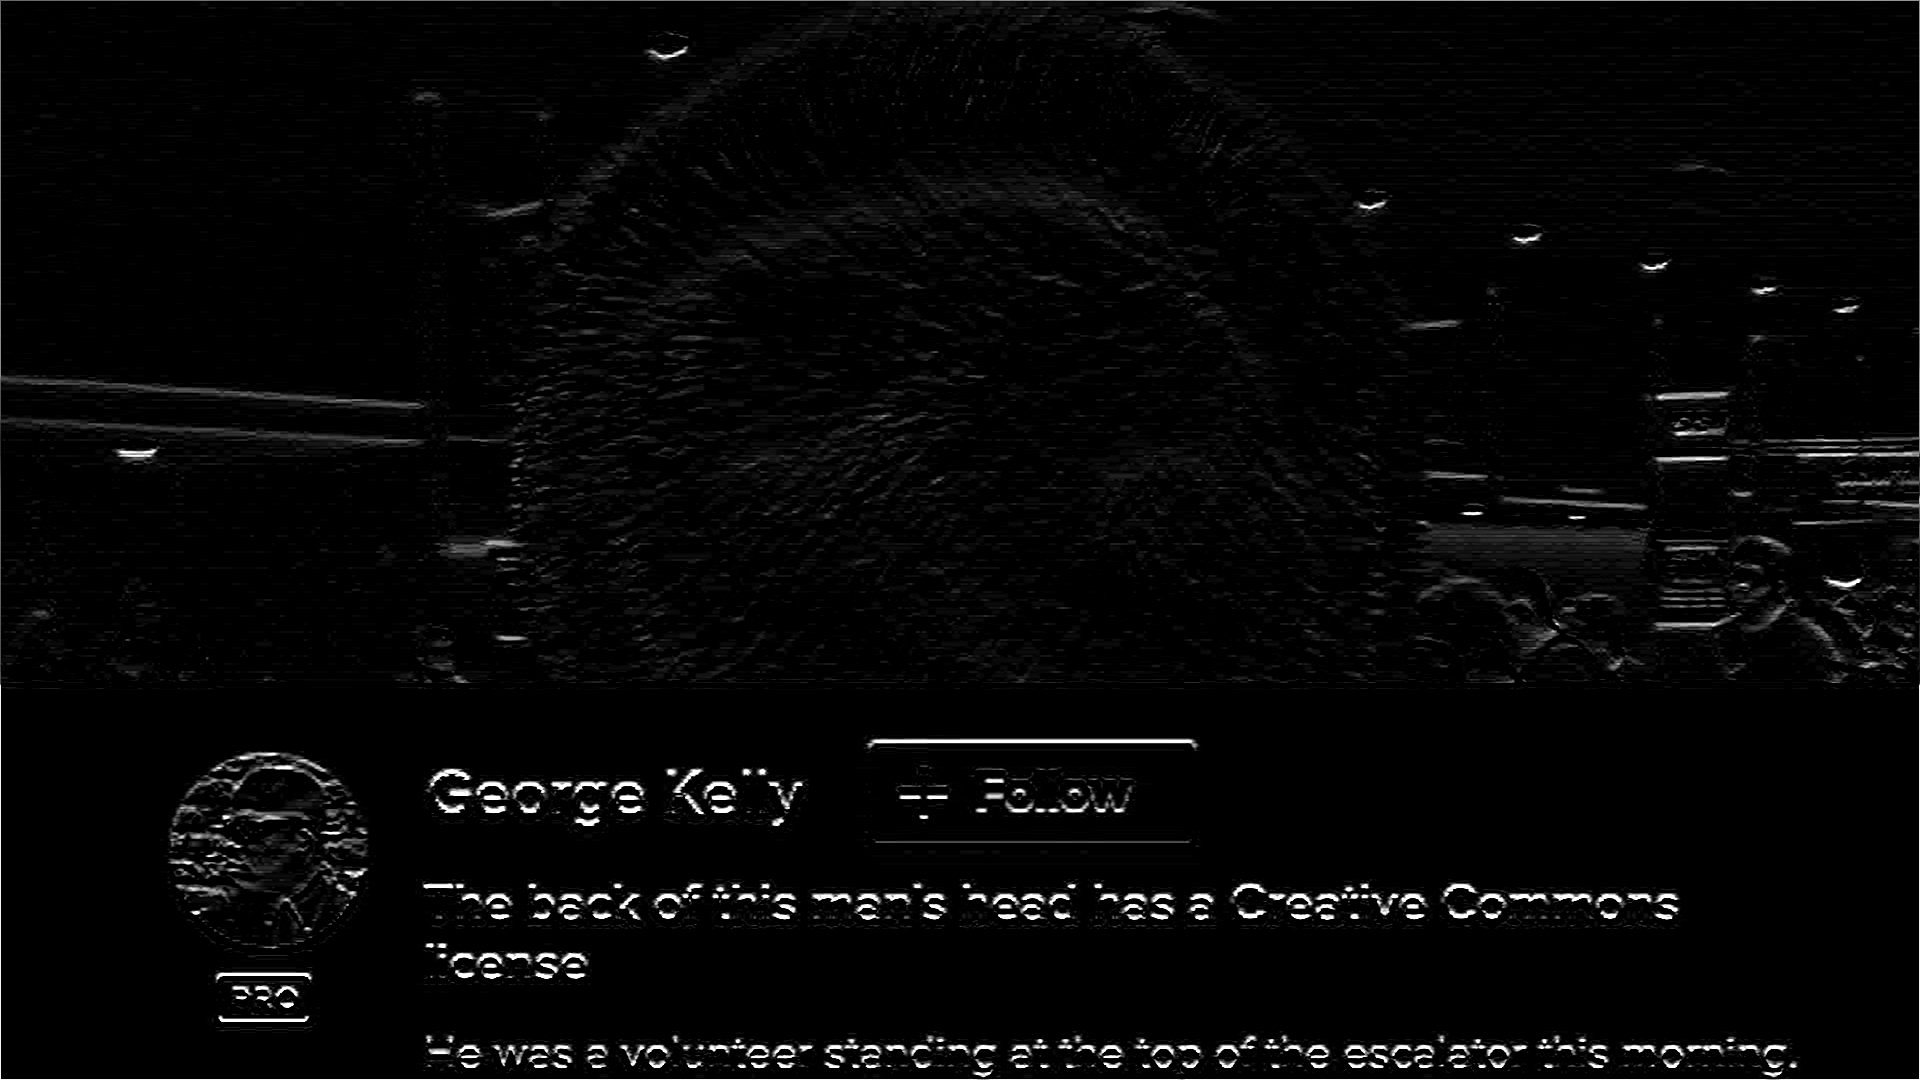 George Kelly
Follow
The back of this man's head has a Creative Commons
license
PRO
He was a volunteer standing at the top of the escalator this morning.